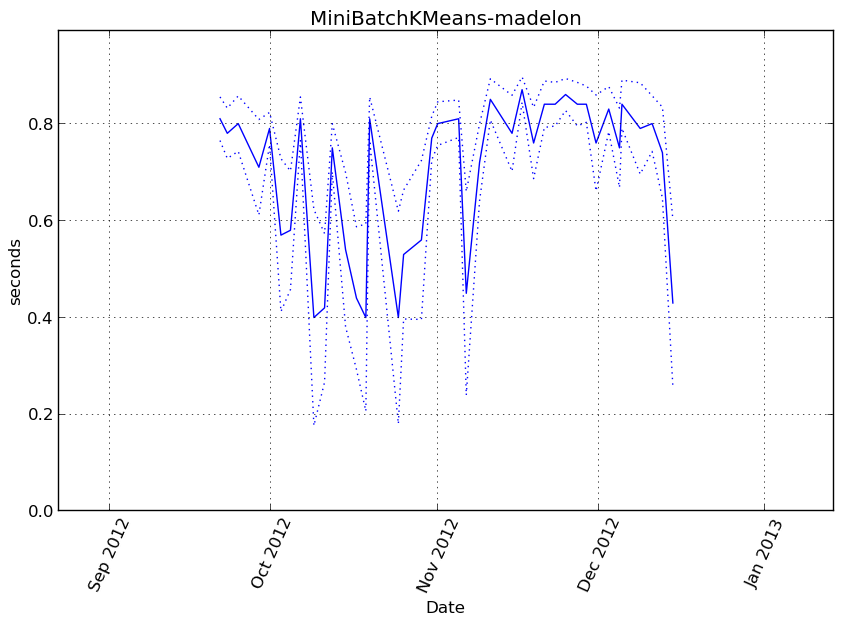 MiniBatchKMeans-madelon
seconds
0.8
0.6
0.4
0.2
0.0
Sep 2012
Oct 2012
Nov 2012
Dec 2012
Jan 2013
Date